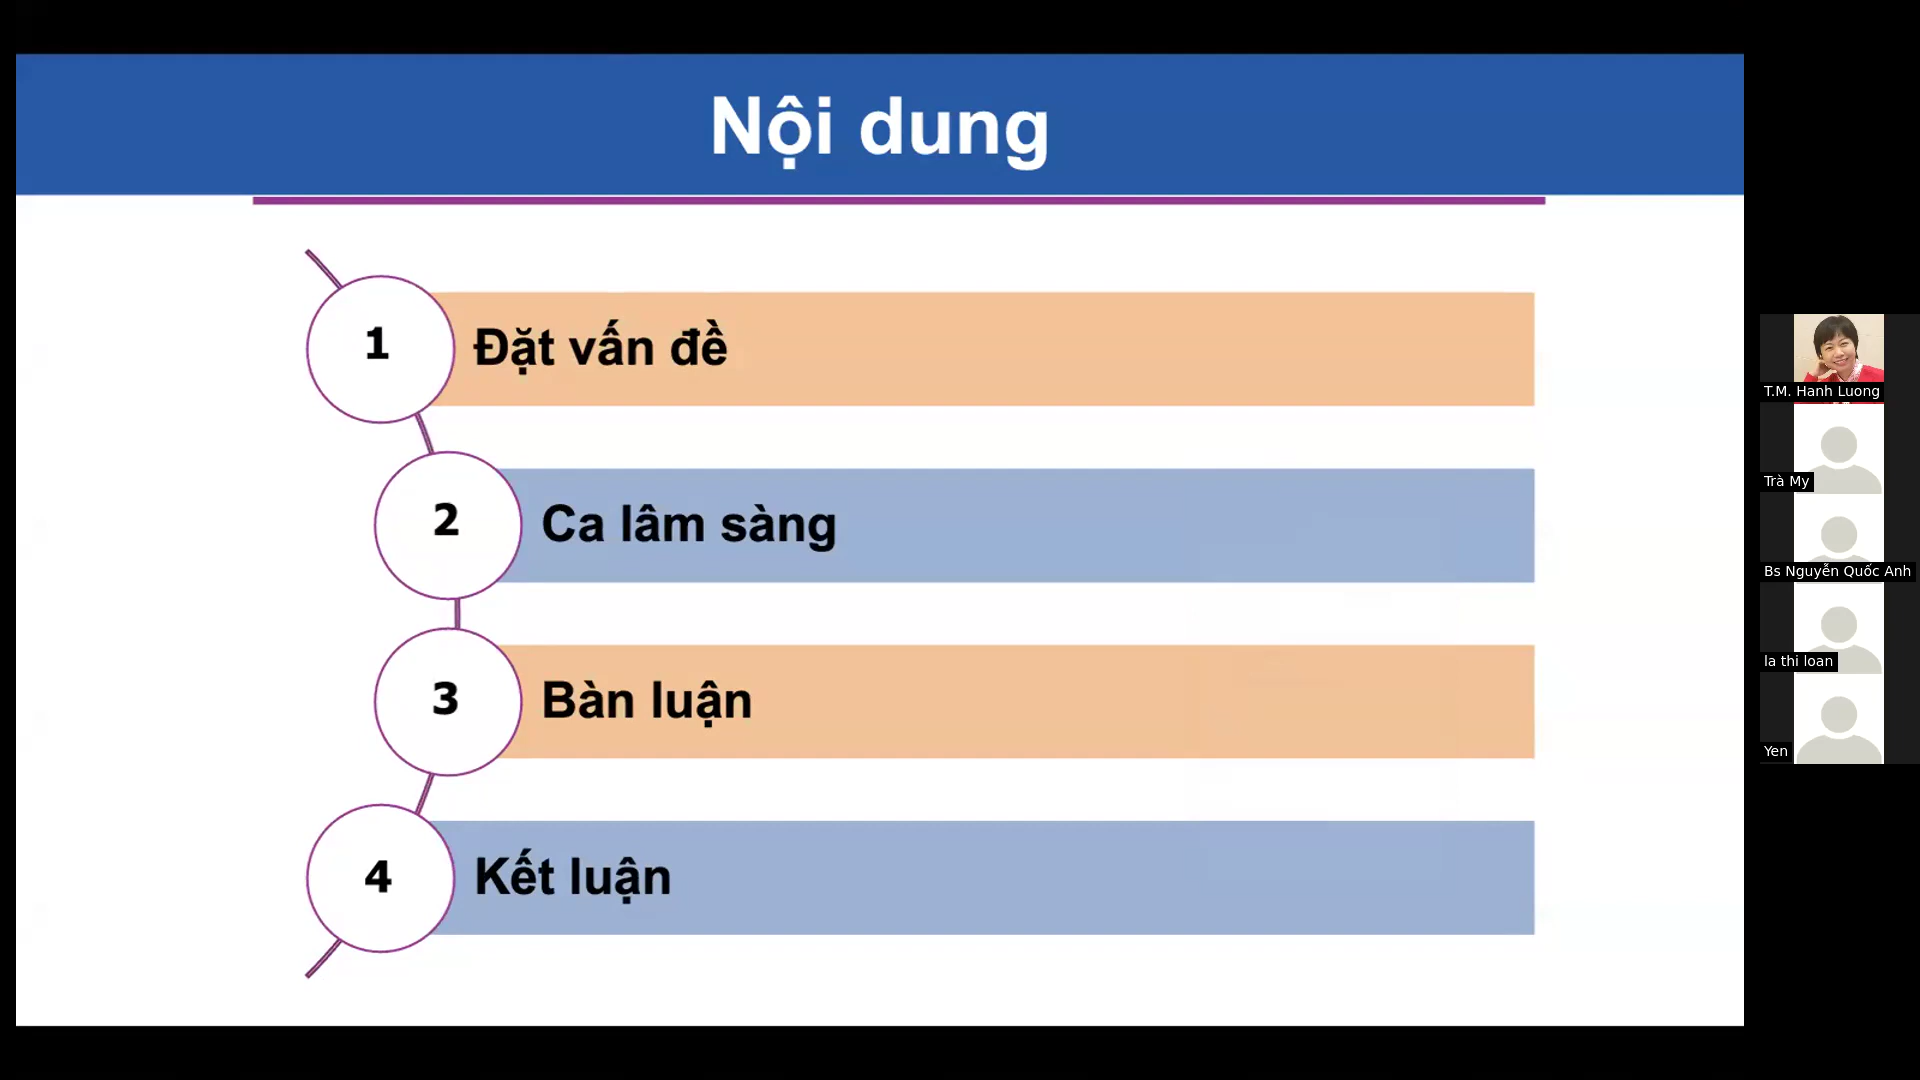 Nội dung
1
Đặt vấn đề
2
Ca lâm sàng
3
Bàn luận
4
Kết luận
T.M. Hanh Luong
Trà My
Bs Nguyễn Quốc Anh
la thi loan
Yen